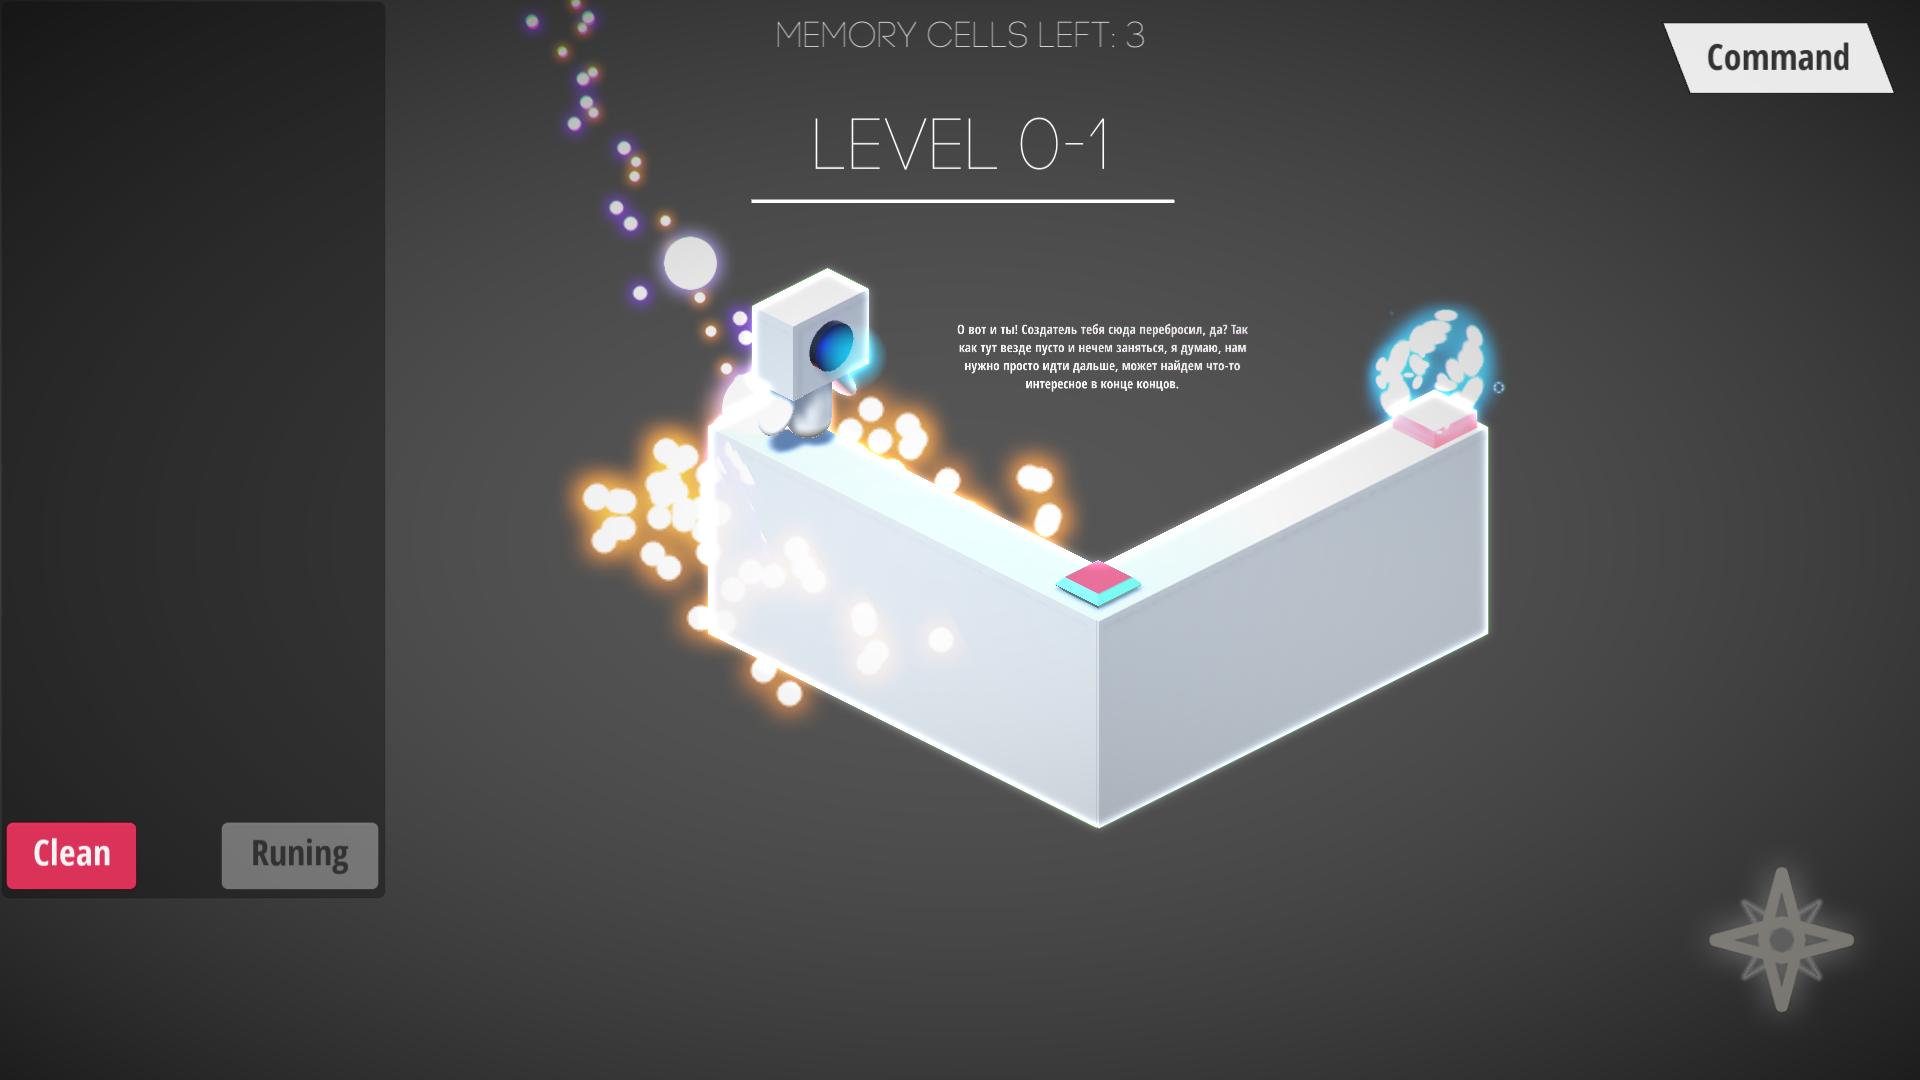 MEMORY CELLS LEFT: 3
Command
LEVEL 0-1
О вот и ты! Создатель тебя сюда перебросил, да? Так
как тут везде пусто и нечем заняться, я думаю, нам
нужно просто идти дальше, может найдем что-то
интересное в конце концов.
Clean
Runing